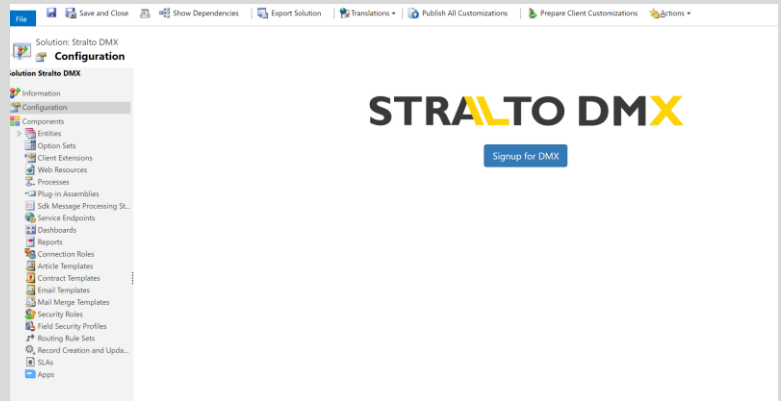 File
Save and Close
Show Dependencies
Export Solution
Translations
Publish All Customizations
Prepare Client Customizations
Actions
Solution: Stralto DMX
Configuration
Solution Stralto DMX
Information
Configuration
Components
Entities
Option Sets
Client Extensions
Web Resources
Processes
Plug-in Assemblies
Sdk Message Processing St...
Service Endpoints
Dashboards
Reports
Connection Roles
Article Templates
Contract Templates
Email Templates
Mail Merge Templates
Security Roles
Field Security Profiles
Routing Rule Sets
Record Creation and Upda...
SLAs
Apps
STRALTO DMX
Signup for DMX